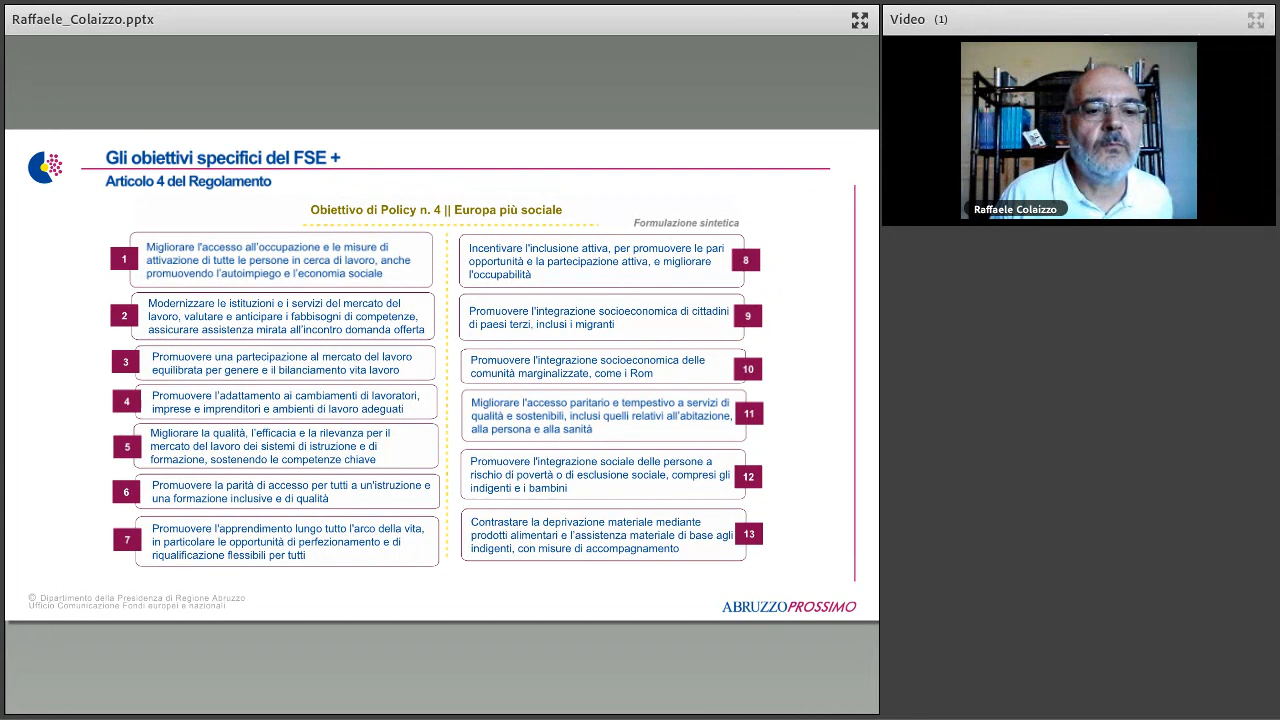 Raffaele_Colaizzo.pptx
Video (1)
Raffaele Colaizzo
Gli obiettivi specifici del FSE +
Articolo 4 del Regolamento
Obiettivo di Policy n. 4 || Europa più sociale
Formulazione sintetica
1
Migliorare l'accesso all'occupazione e le misure di
attivazione di tutte le persone in cerca di lavoro, anche
promuovendo l'autoimpiego e l'economia sociale
2
Modernizzare le istituzioni e i servizi del mercato del
lavoro, valutare e anticipare i fabbisogni di competenze,
assicurare assistenza mirata all'incontro domanda offerta
3
Promuovere una partecipazione al mercato del lavoro
equilibrata per genere e il bilanciamento vita lavoro
4
Promuovere l'adattamento ai cambiamenti di lavoratori,
imprese e imprenditori e ambienti di lavoro adeguati
5
Migliorare la qualità, l'efficacia e la rilevanza per il
mercato del lavoro dei sistemi di istruzione e di
formazione, sostenendo le competenze chiave
6
Promuovere la parità di accesso per tutti a un'istruzione e
una formazione inclusive e di qualità
7
Promuovere l'apprendimento lungo tutto l'arco della vita,
in particolare le opportunità di perfezionamento e di
riqualificazione flessibili per tutti
Incentivare l'inclusione attiva, per promuovere le pari
opportunità e la partecipazione attiva, e migliorare
l'occupabilità
8
Promuovere l'integrazione socioeconomica di cittadini
di paesi terzi, inclusi i migranti
9
Promuovere l'integrazione socioeconomica delle
comunità marginalizzate, come i Rom
10
Migliorare l'accesso paritario e tempestivo a servizi di
qualità e sostenibili, inclusi quelli relativi all'abitazione,
alla persona e alla sanità
11
Promuovere l'integrazione sociale delle persone a
rischio di povertà o di esclusione sociale, compresi gli
indigenti e i bambini
12
Contrastare la deprivazione materiale mediante
prodotti alimentari e l'assistenza materiale di base agli
indigenti, con misure di accompagnamento
13
© Dipartimento della Presidenza di Regione Abruzzo
Ufficio Comunicazione Fondi europei e nazionali
ABRUZZOPROSSIMO